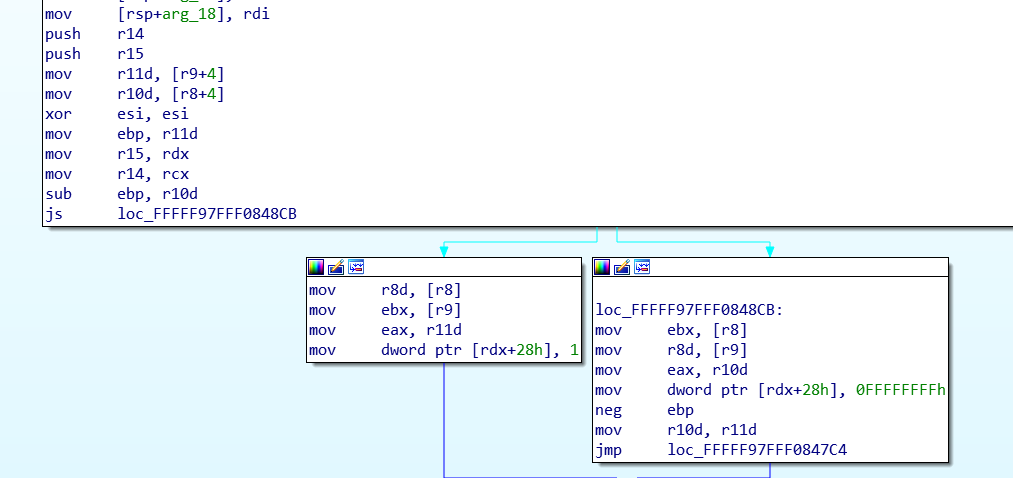 mov [rsp+arg_18], rdi
push r14
push r15
mov r11d, [r9+4]
mov r10d, [r8+4]
xor esi, esi
mov ebp, r11d
mov r15, rdx
mov r14, rcx
sub ebp, r10d
js loc_FFFFF97FFF0848CB
mov r8d, [r8]
mov ebx, [r9]
mov eax, r11d
mov dword ptr [rdx+28h], 1
loc_FFFFF97FFF0848CB:
mov ebx, [r8]
mov r8d, [r9]
mov eax, r10d
mov dword ptr [rdx+28h], 0FFFFFFFFh
neg ebp
mov r10d, r11d
jmp loc_FFFFF97FFF0847C4